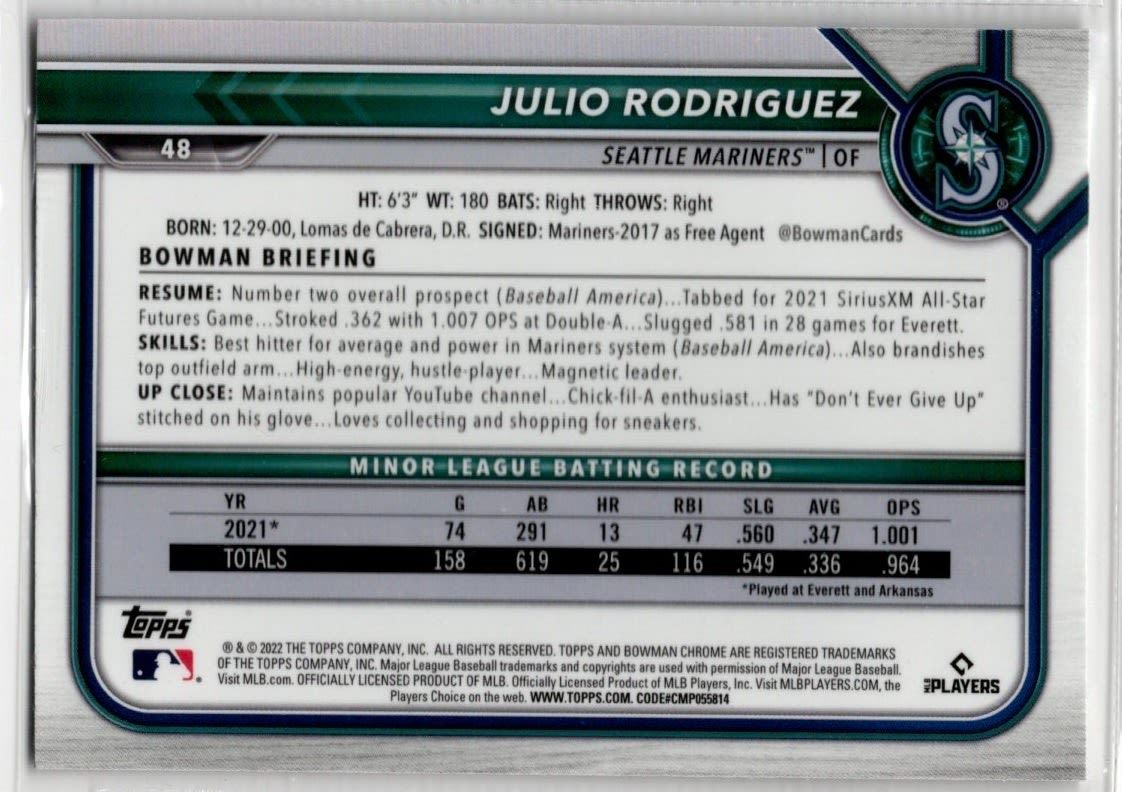 JULIO RODRIGUEZ
48
SEATTLE MARINERS™ | OF
S
®
HT: 6'3" WT: 180 BATS: Right THROWS: Right
BORN: 12-29-00, Lomas de Cabrera, D.R. SIGNED: Mariners-2017 as Free Agent @BowmanCards
BOWMAN BRIEFING
RESUME: Number two overall prospect (Baseball America)...Tabbed for 2021 SiriusXM All-Star
Futures Game...Stroked .362 with 1.007 OPS at Double-A...Slugged .581 in 28 games for Everett.
SKILLS: Best hitter for average and power in Mariners system (Baseball America)...Also brandishes
top outfield arm...High-energy, hustle-player...Magnetic leader.
UP CLOSE: Maintains popular YouTube channel...Chick-fil-A enthusiast...Has "Don't Ever Give Up"
stitched on his glove...Loves collecting and shopping for sneakers.
MINOR LEAGUE BATTING RECORD
YR G AB HR RBI SLG AVG OPS
2021* 74 291 13 47 .560 .347 1.001
TOTALS 158 619 25 116 .549 .336 .964
*Played at Everett and Arkansas
Topps®
® & © 2022 THE TOPPS COMPANY, INC. ALL RIGHTS RESERVED. TOPPS AND BOWMAN CHROME ARE REGISTERED TRADEMARKS
OF THE TOPPS COMPANY, INC. Major League Baseball trademarks and copyrights are used with permission of Major League Baseball.
Visit MLB.com. OFFICIALLY LICENSED PRODUCT OF MLB. Officially Licensed Product of MLB Players, Inc. Visit MLBPLAYERS.COM, the
Players Choice on the web. WWW.TOPPS.COM. CODE#CMP055814
MLB PLAYERS